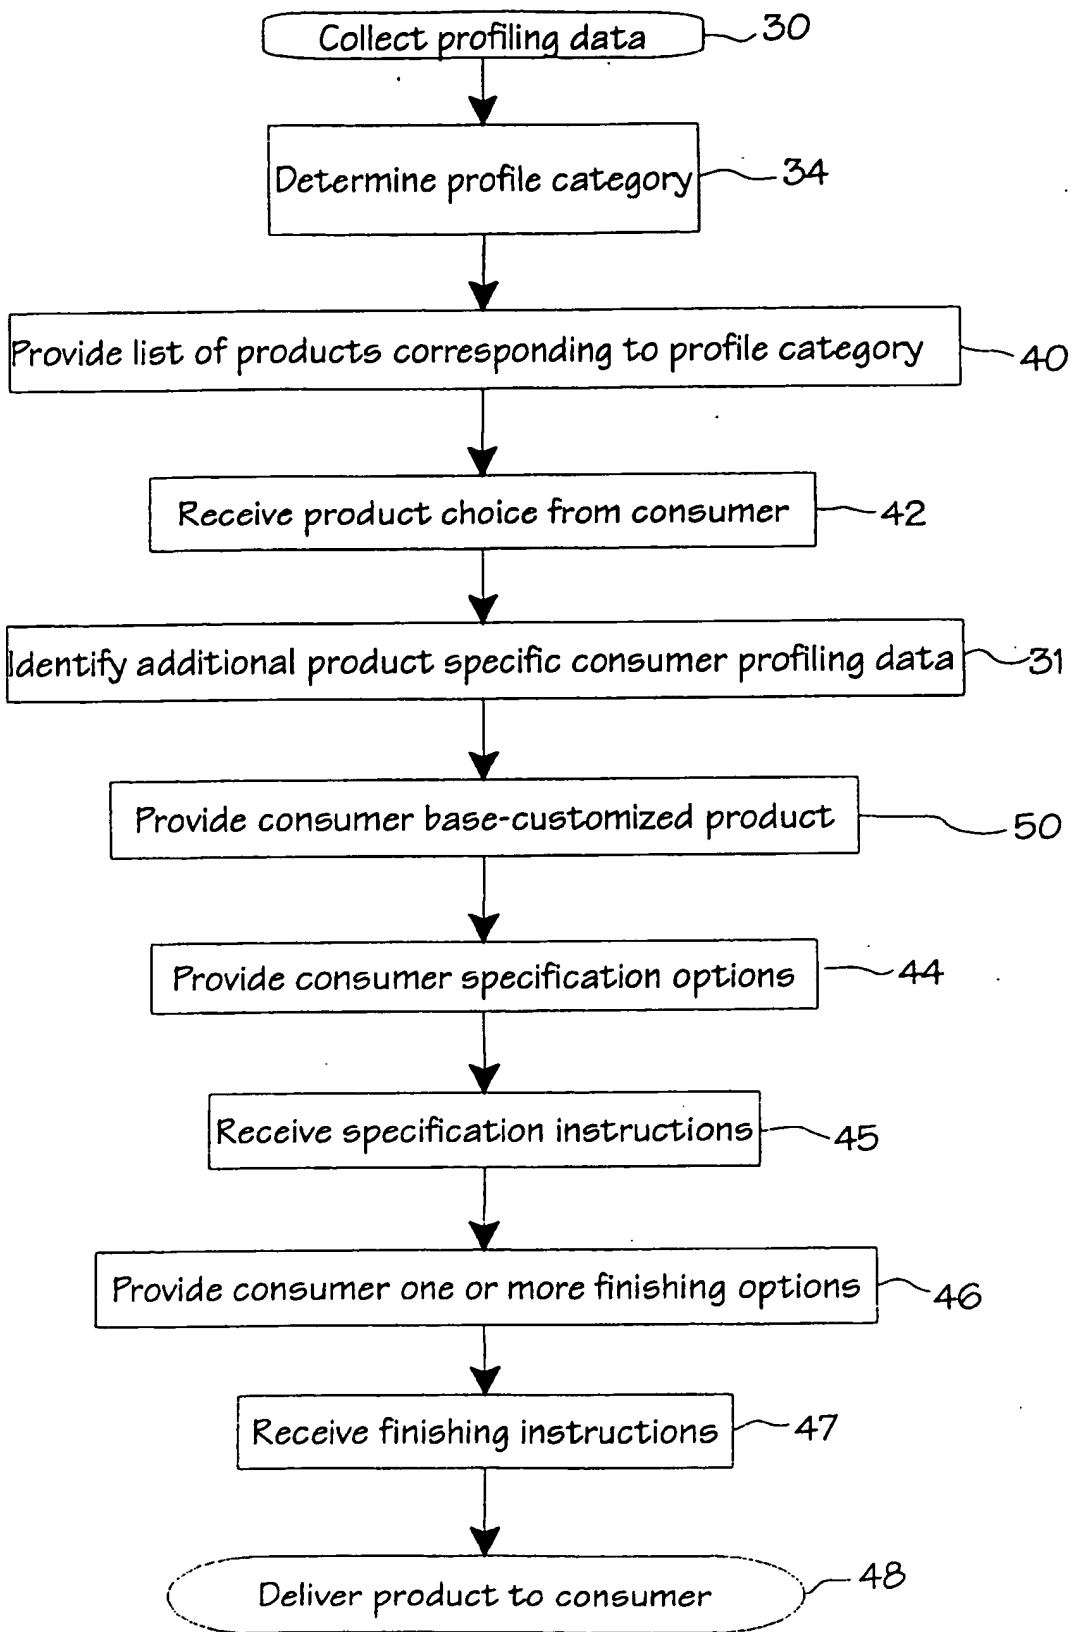 Collect profiling data 30
Determine profile category 34
Provide list of products corresponding to profile category 40
Receive product choice from consumer 42
Identify additional product specific consumer profiling data 31
Provide consumer base-customized product 50
Provide consumer specification options 44
Receive specification instructions 45
Provide consumer one or more finishing options 46
Receive finishing instructions 47
Deliver product to consumer 48